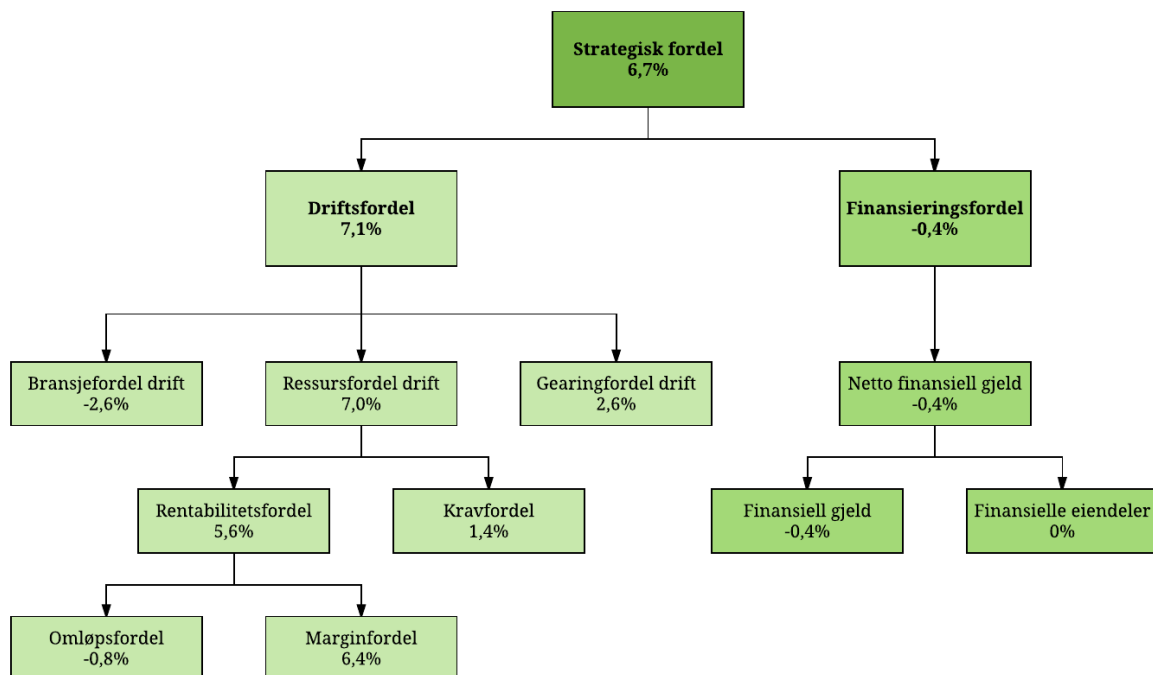 Strategisk fordel
6,7%
Driftsfordel
7,1%
Finansieringsfordel
-0,4%
Bransjefordel drift
-2,6%
Ressursfordel drift
7,0%
Gearingfordel drift
2,6%
Netto finansiell gjeld
-0,4%
Rentabilitetsfordel
5,6%
Kravfordel
1,4%
Finansiell gjeld
-0,4%
Finansielle eiendeler
0%
Omløpsfordel
-0,8%
Marginfordel
6,4%